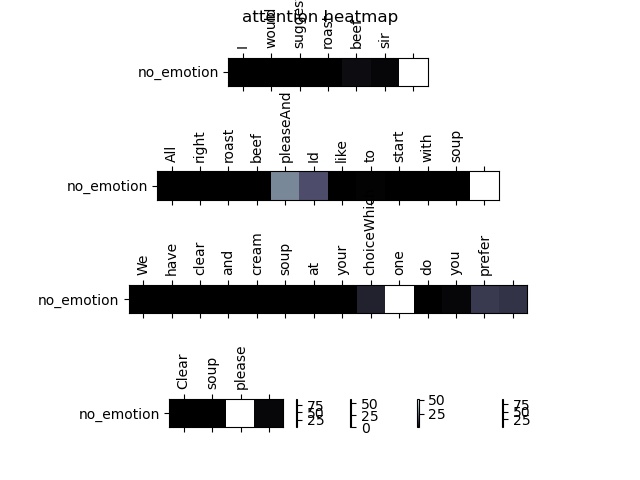 attention heatmap
I would sugges roast beef sir
no_emotion
All right roast beef pleaseAnd Id like to start with soup
no_emotion
We have clear and cream soup at your choiceWhich one do you prefer
no_emotion
Clear soup please
no_emotion
75 50 25
50 25 0
50 25
75 50 25